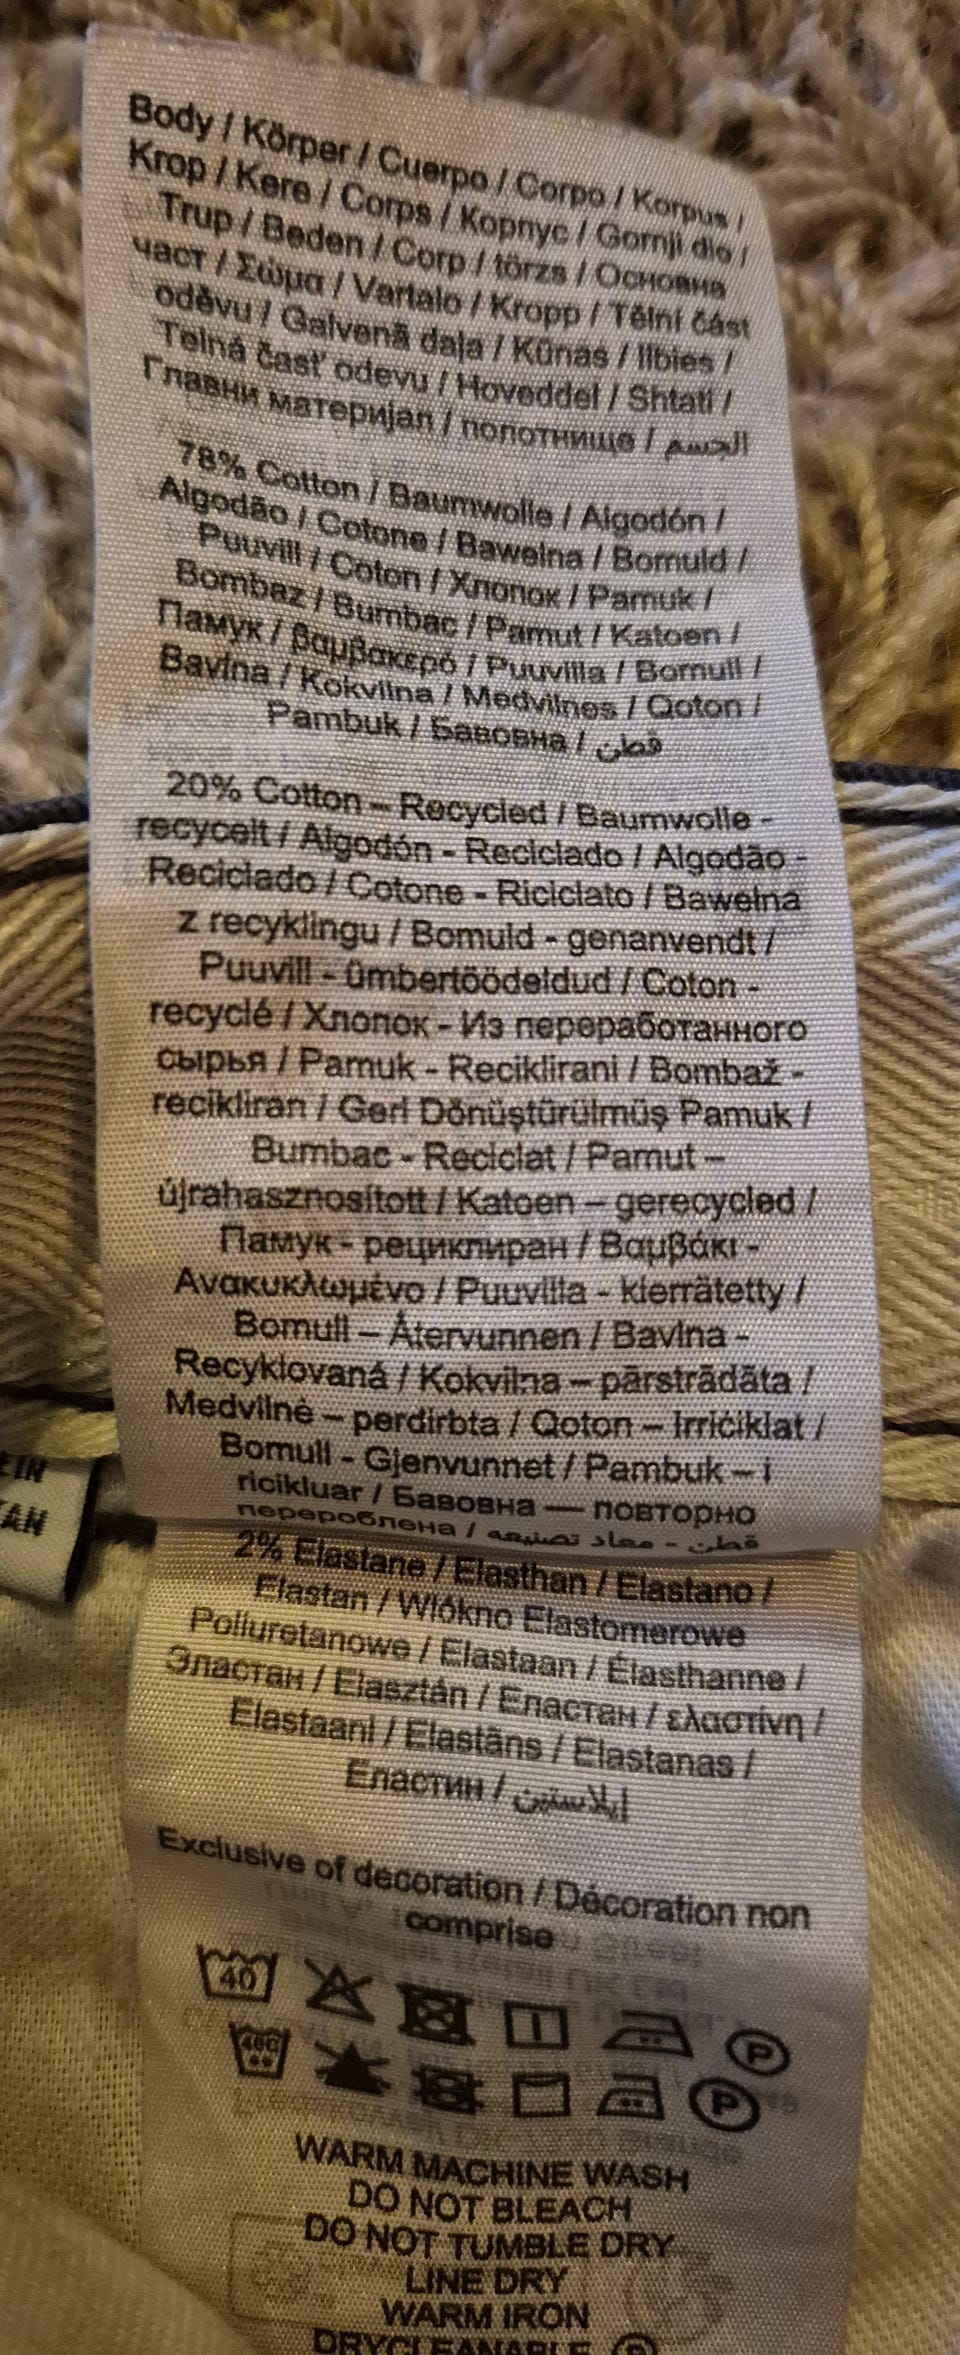 Body / Körper / Cuerpo / Corpo / Korpus /
Krop / Kere / Corps / Корпус / Gornji dio /
Trup / Beden / Corp / törzs / Основна
част / Σώμα / Vartalo / Kropp / Tělní část
oděvu / Galvenā daļa / Kūnas / Ilbies /
Telná časť odevu / Hoveddel / Shtati /
Главни материјал / полотнище / الجسم
78% Cotton / Baumwolle / Algodón /
Algodão / Cotone / Bawełna / Bomuld /
Puuvill / Coton / Хлопок / Pamuk /
Bombaz / Bumbac / Pamut / Katoen /
Памук / βαμβακερό / Puuvilla / Bomull /
Bavlna / Kokvilna / Medvilnes / Qoton /
Pambuk / Бавовна / قطن
20% Cotton – Recycled / Baumwolle -
recycelt / Algodón - Reciclado / Algodão -
Reciclado / Cotone - Riciclato / Bawełna
z recyklingu / Bomuld - genanvendt /
Puuvill - ümbertöödeldud / Coton -
recyclé / Хлопок - Из переработанного
сырья / Pamuk - Reciklirani / Bombaž -
recikliran / Geri Dönüştürülmüş Pamuk /
Bumbac - Reciclat / Pamut –
újrahasznosított / Katoen – gerecycled /
Памук - рециклиран / Βαμβάκι -
Ανακυκλωμένο / Puuvilla - kierrätetty /
Bomull – Återvunnen / Bavlna -
Recyklovaná / Kokvilna – pārstrādāta /
Medvilnė – perdirbta / Qoton – Irriċiklat /
Bomull - Gjenvunnet / Pambuk – i
ricikluar / Бавовна — повторно
перероблена / قطن - معاد تصنيعه
2% Elastane / Elasthan / Elastano /
Elastan / Włókno Elastomerowe
Poliuretanowe / Elastaan / Élasthanne /
Эластан / Elasztán / Еластан / ελαστίνη /
Elastaani / Elastāns / Elastanas /
Еластин / إيلاستين
Exclusive of decoration / Décoration non
comprise
40 P
40C P
WARM MACHINE WASH
DO NOT BLEACH
DO NOT TUMBLE DRY
LINE DRY
WARM IRON
DRYCLEANABLE P